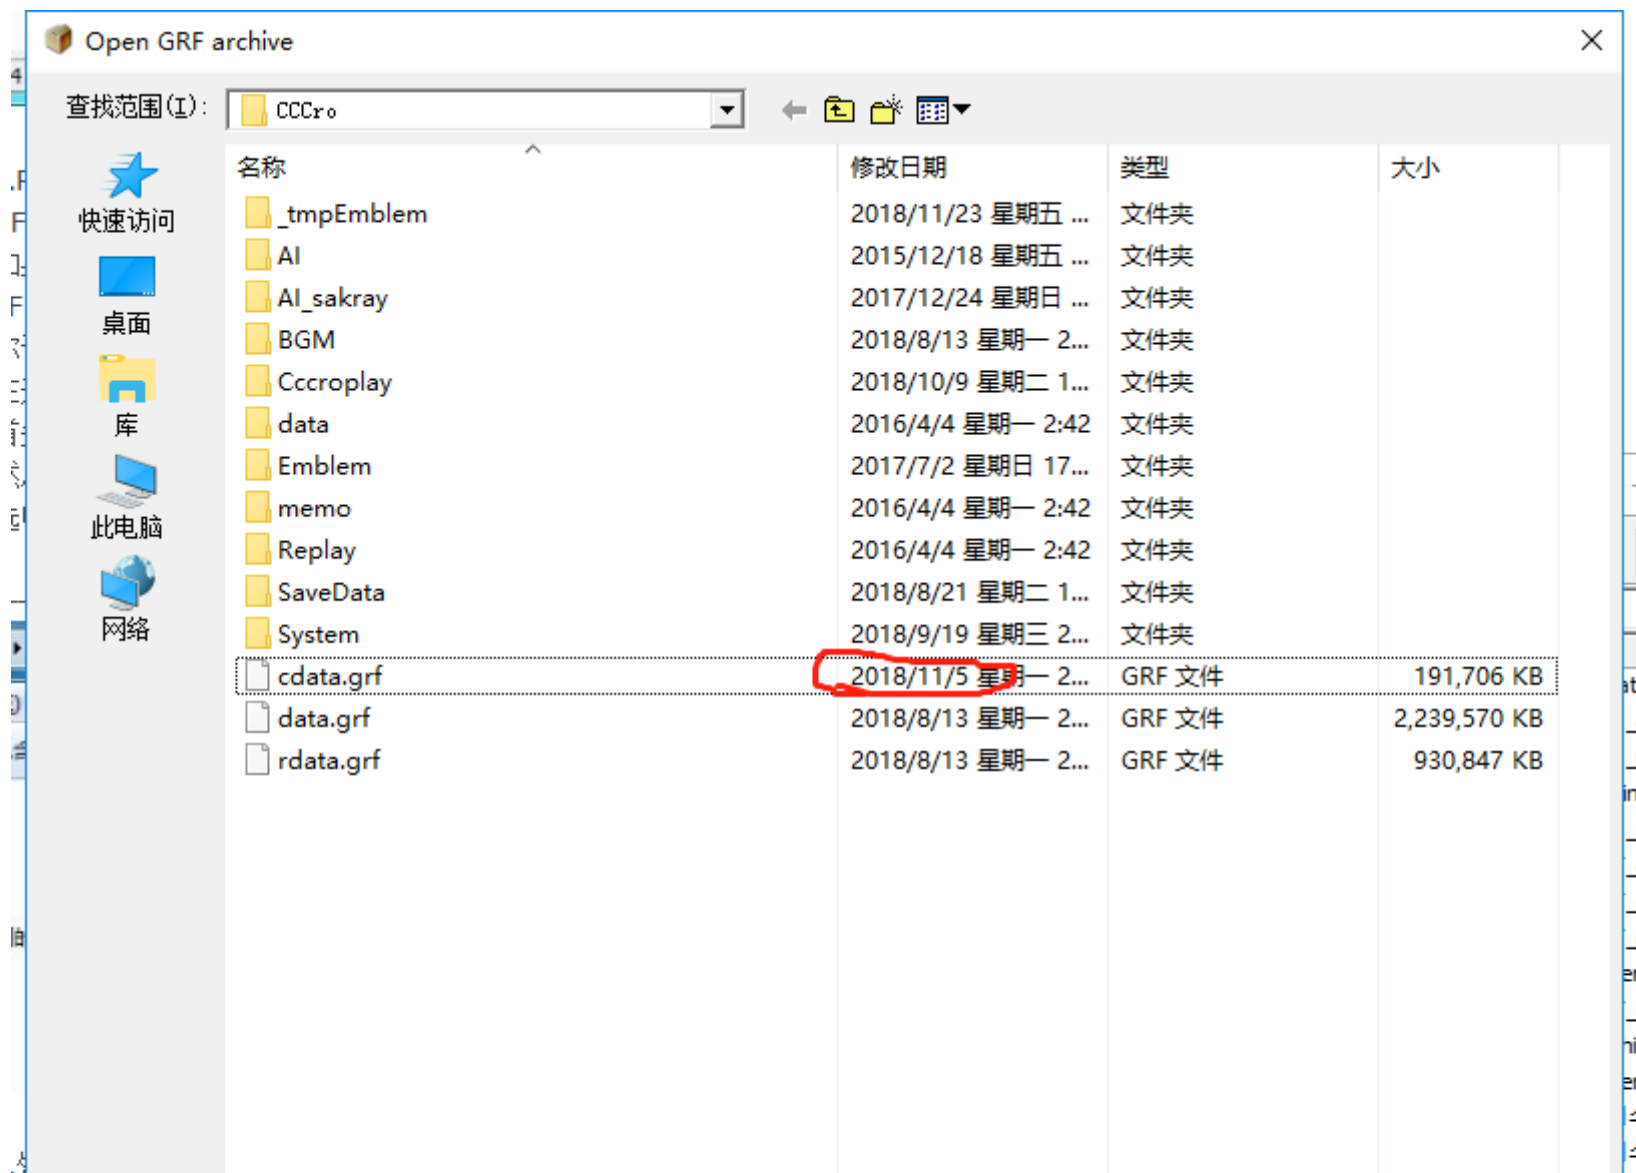 Open GRF archive
查找范围(I): CCCro
名称 修改日期 类型 大小
快速访问
桌面
库
此电脑
网络
_tmpEmblem 2018/11/23 星期五 ... 文件夹
AI 2015/12/18 星期五 ... 文件夹
AI_sakray 2017/12/24 星期日 ... 文件夹
BGM 2018/8/13 星期一 2... 文件夹
Cccroplay 2018/10/9 星期二 1... 文件夹
data 2016/4/4 星期一 2:42 文件夹
Emblem 2017/7/2 星期日 17... 文件夹
memo 2016/4/4 星期一 2:42 文件夹
Replay 2016/4/4 星期一 2:42 文件夹
SaveData 2018/8/21 星期二 1... 文件夹
System 2018/9/19 星期三 2... 文件夹
cdata.grf 2018/11/5 星期一 2... GRF 文件 191,706 KB
data.grf 2018/8/13 星期一 2... GRF 文件 2,239,570 KB
rdata.grf 2018/8/13 星期一 2... GRF 文件 930,847 KB